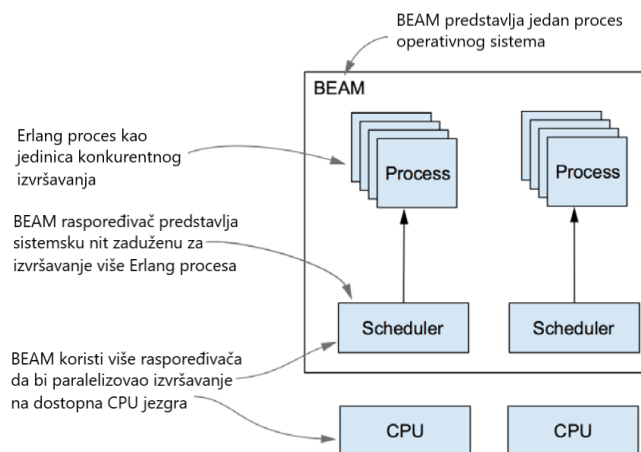 BEAM predstavlja jedan proces
operativnog sistema
BEAM
Erlang proces kao
jedinica konkurentnog
izvršavanja
Process
Process
BEAM raspoređivač predstavlja
sistemsku nit zaduženu za
izvršavanje više Erlang procesa
Scheduler
Scheduler
BEAM koristi više raspoređivača
da bi paralelizovao izvršavanje
na dostopna CPU jezgra
CPU
CPU